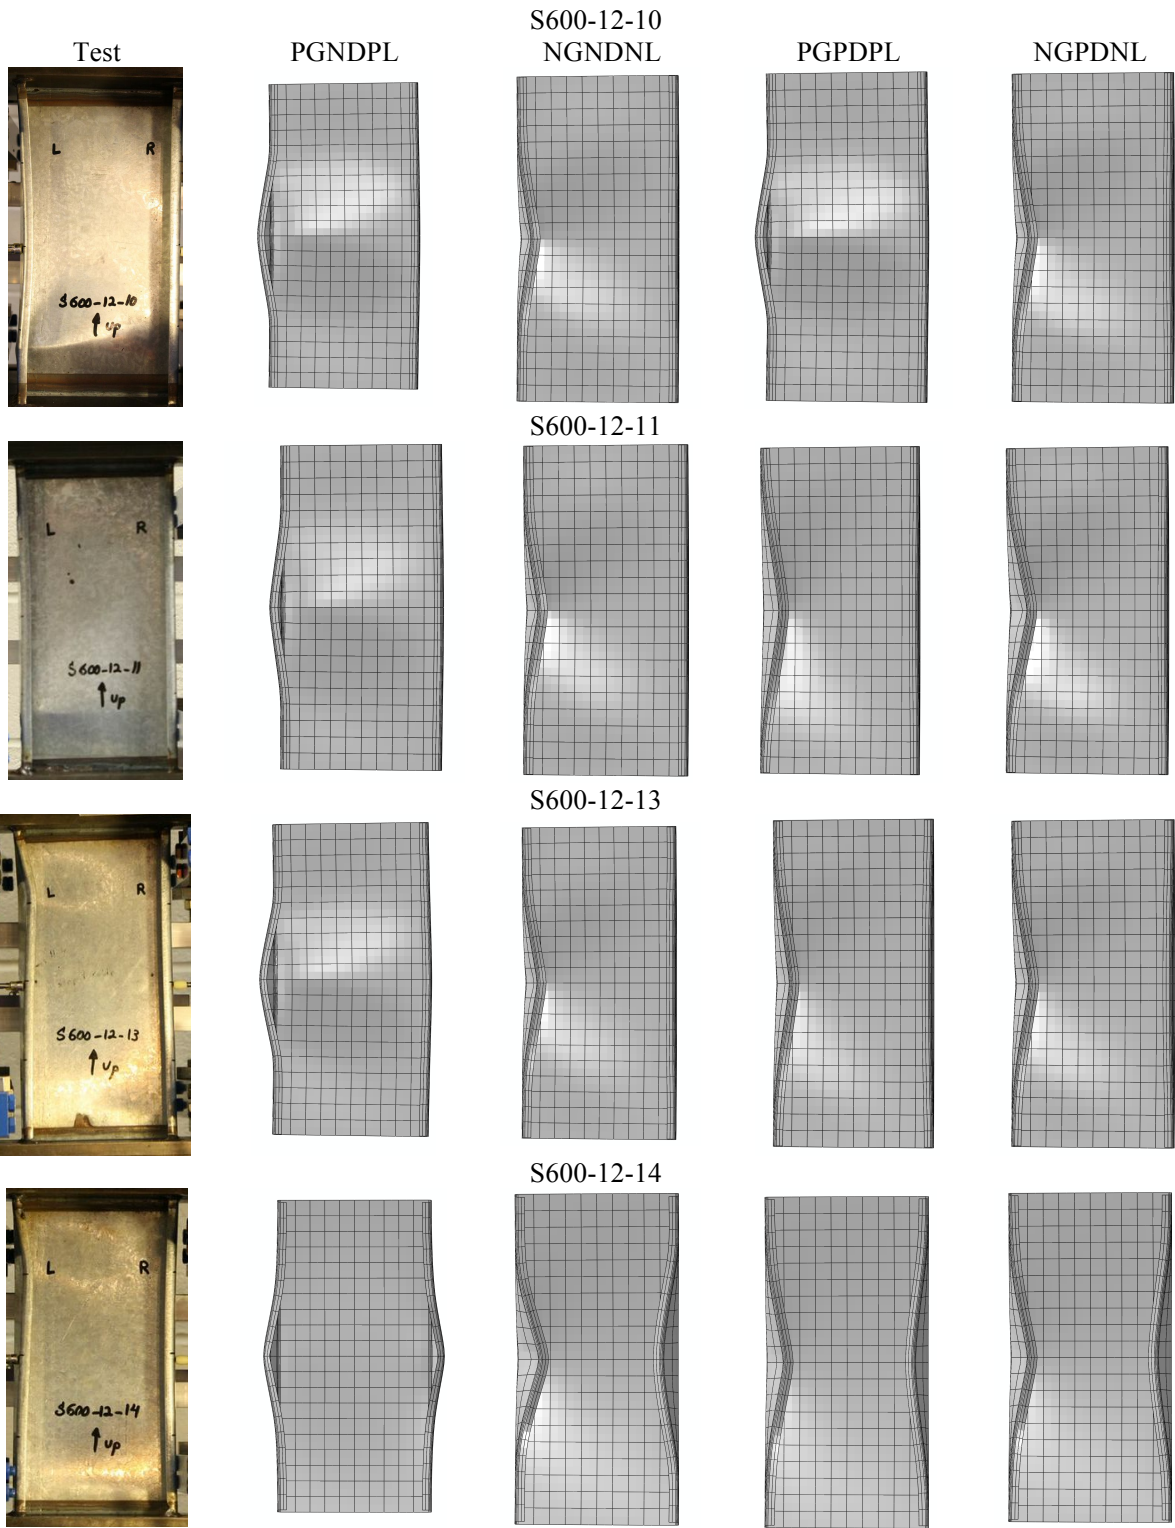 S600-12-10
Test PGNDPL NGNDNL PGPDPL NGPDNL
L R
S600-12-10
↑ up
S600-12-11
L R
S600-12-11
↑ up
S600-12-13
L R
S600-12-13
↑ up
S600-12-14
L R
S600-12-14
↑ up